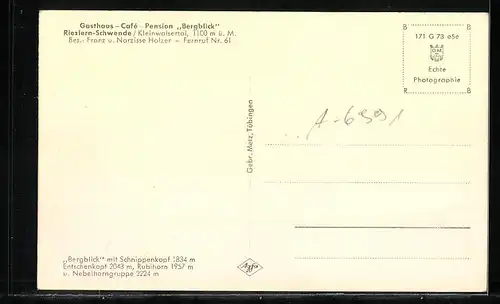 Gasthaus – Café – Pension „Bergblick"
Riezlern-Schwende / Kleinwalsertal, 1100 m ü. M.
Bes.: Franz u. Narzisse Holzer – Fernruf Nr. 61
B B
171 G 73 e5e
Echte
Photographie
R B
A-6991
Gebr. Metz, Tübingen
„Bergblick" mit Schnippenkopf 1834 m
Entschenkopf 2043 m, Rubihorn 1957 m
u. Nebelhorngruppe 2224 m
Agfa